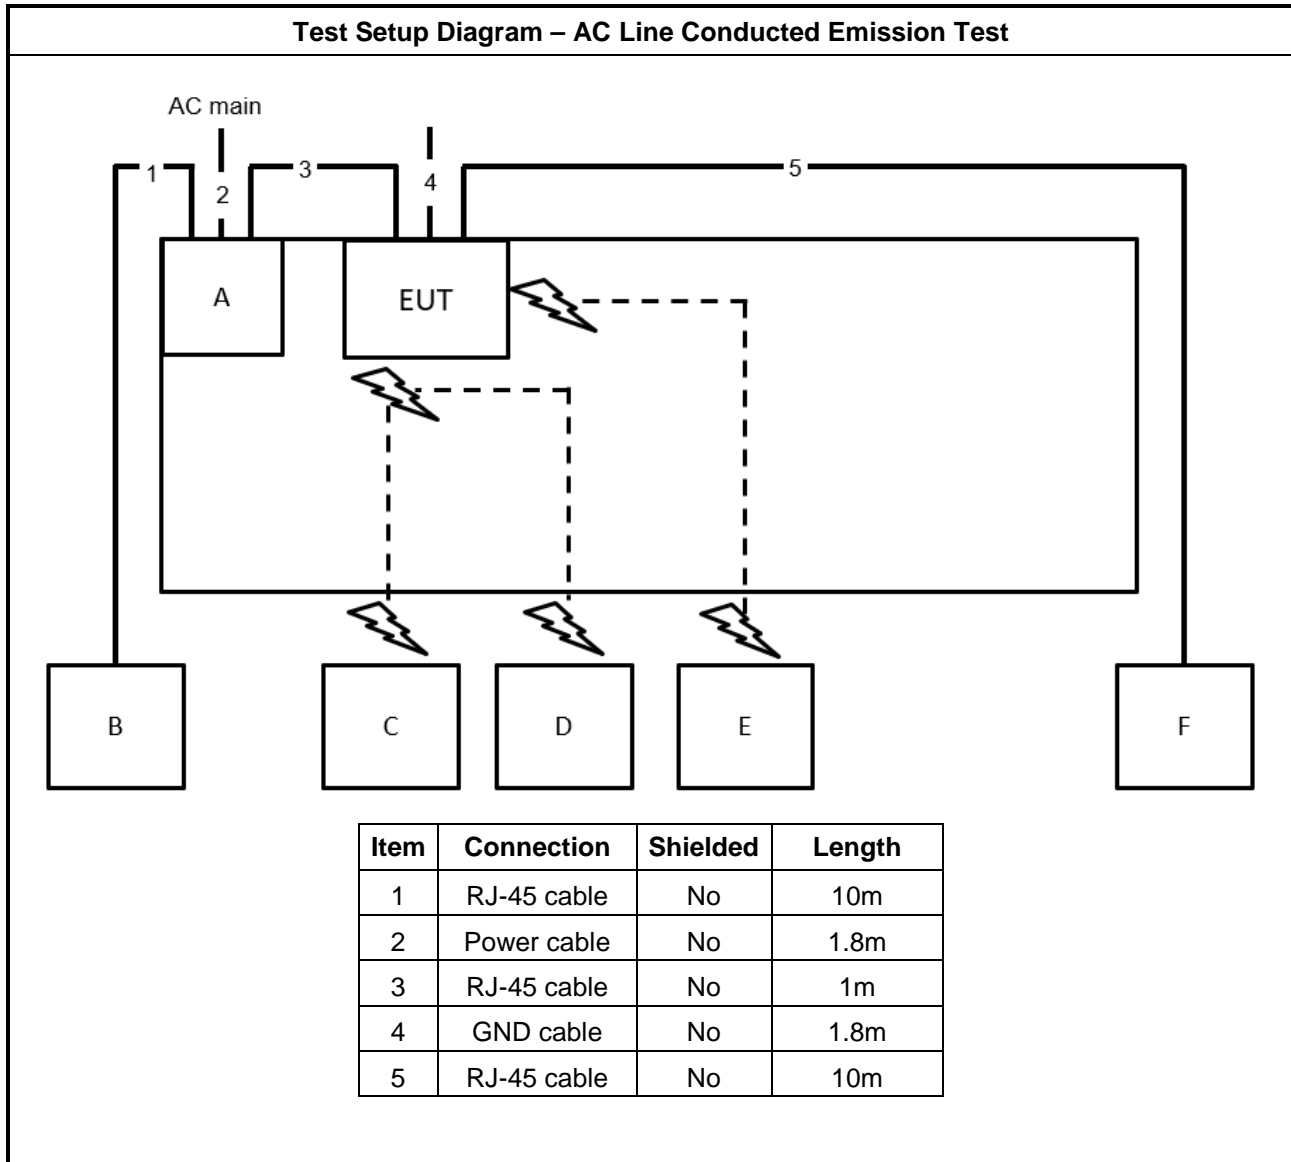 Test Setup Diagram – AC Line Conducted Emission Test
AC main
1
2
3
4
5
A
EUT
B
C
D
E
F
Item Connection Shielded Length
1 RJ-45 cable No 10m
2 Power cable No 1.8m
3 RJ-45 cable No 1m
4 GND cable No 1.8m
5 RJ-45 cable No 10m